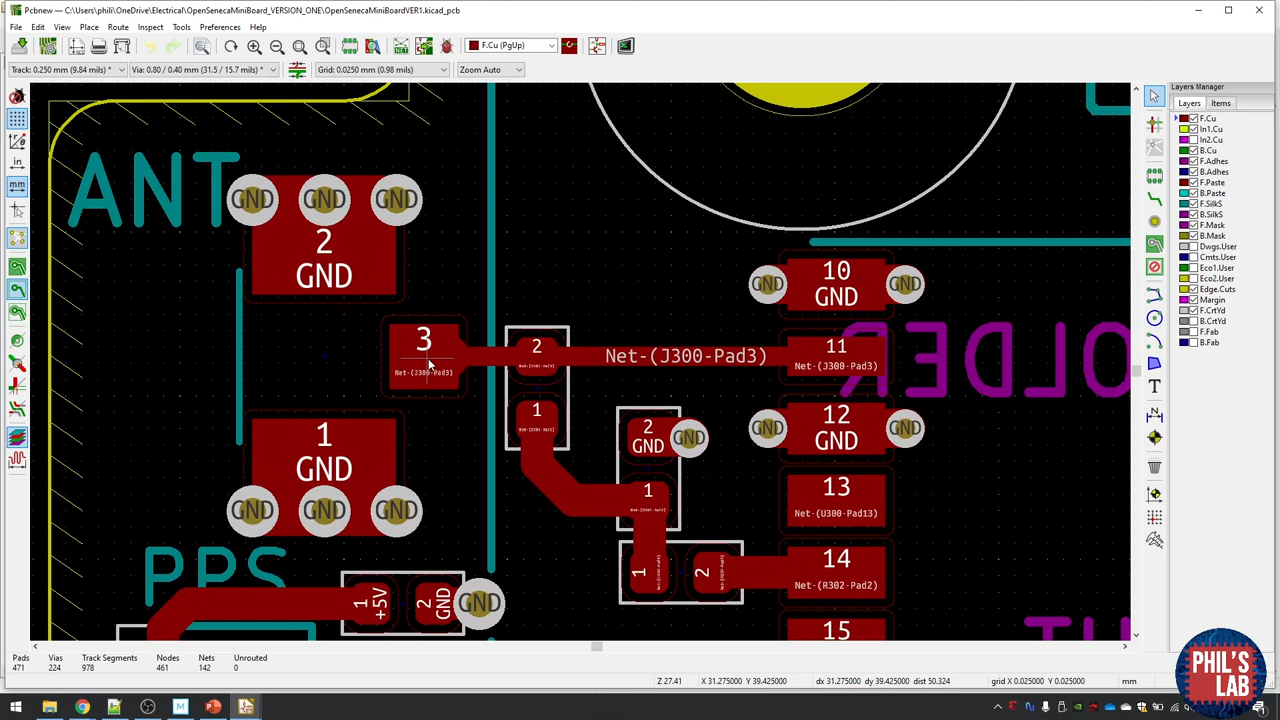 Pcbnew — C:\Users\phili\OneDrive\Electrical\OpenSenecaMiniBoard_VERSION_ONE\OpenSenecaMiniBoardVER1.kicad_pcb
File Edit View Place Route Inspect Tools Preferences Help
F.Cu (PgUp)
Track: 0.250 mm (9.84 mils) * Via: 0.80 / 0.40 mm (31.5 / 15.7 mils) * Grid: 0.0250 mm (0.98 mils) Zoom Auto
Layers Manager
Layers Items
F.Cu
In1.Cu
In2.Cu
B.Cu
F.Adhes
B.Adhes
F.Paste
B.Paste
F.SilkS
B.SilkS
F.Mask
B.Mask
Dwgs.User
Cmts.User
Eco1.User
Eco2.User
Edge.Cuts
Margin
F.CrtYd
B.CrtYd
F.Fab
B.Fab
in
mm
ANT
GND GND GND
2
GND
10
GND
GND GND
3
Net-(J300-Pad3)
2
Net-(J300-Pad3)
11
Net-(J300-Pad3)
OLDER
1
2
GND
GND
12
GND
GND GND
1
GND
GND GND GND
1
13
Net-(U300-Pad13)
PPS
1
2
14
Net-(R302-Pad2)
1
+5V
2
GND
GND
15
Pads Vias Track Segments Nodes Nets Unrouted
471 224 978 461 142 0
Z 27.41 X 31.275000 Y 39.425000 dx 31.275000 dy 39.425000 dist 50.324 grid X 0.025000 Y 0.025000 mm
PHIL'S
LAB